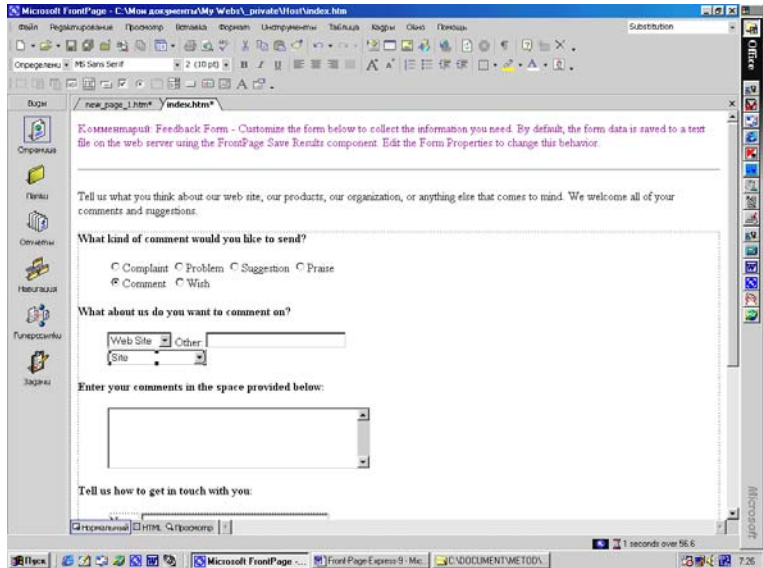 Microsoft FrontPage - C:\Мои документы\My Webs\_private\Host\index.htm
Файл Редактирование Просмотр Вставка Формат Инструменты Таблица Кадры Окно Помощь
Substitution
MS Sans Serif 2 (10 pt) Ж
Виды new_page_1.htm* index.htm*
Комментарий: Feedback Form - Customize the form below to collect the information you need. By default, the form data is saved to a text
file on the web server using the FrontPage Save Results component. Edit the Form Properties to change this behavior.
Страница
Папки
Tell us what you think about our web site, our products, our organization, or anything else that comes to mind. We welcome all of your
comments and suggestions.
Отчеты
What kind of comment would you like to send?
Complaint Problem Suggestion Praise
Comment Wish
Навигация
What about us do you want to comment on?
Гиперссылки
Web Site Other:
Site
Задачи
Enter your comments in the space provided below:
Tell us how to get in touch with you:
Нормальный HTML Просмотр
1 seconds over 56.6
Office
Microsoft
Пуск Microsoft FrontPage -... Front-Page-Express-9 - Mic... C:\DOCUMENT\METOD\... 7:26